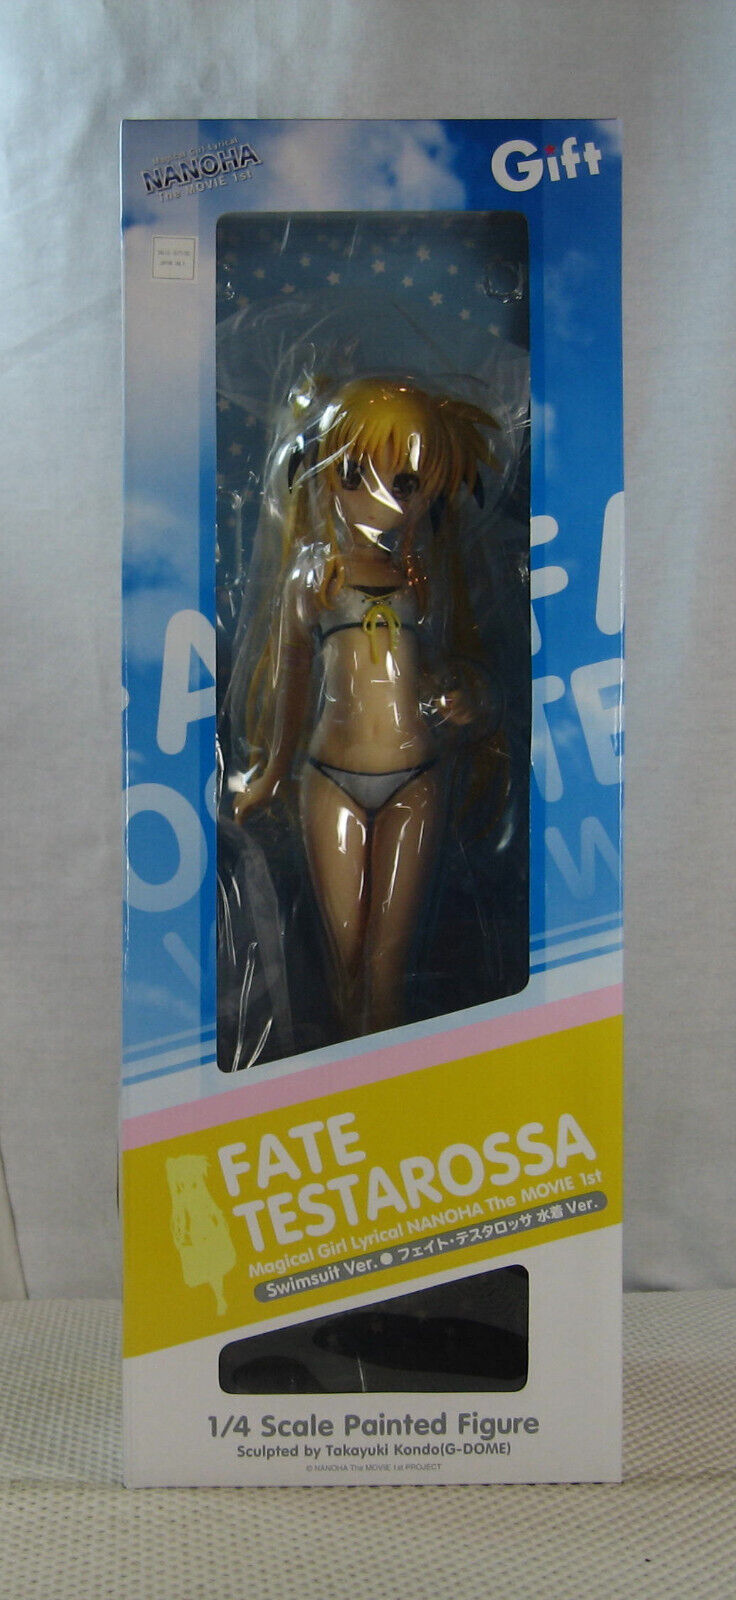 Magical Girl Lyrical
NANOHA
The MOVIE 1st
Gift
FATE
TESTAROSSA
Magical Girl Lyrical NANOHA The MOVIE 1st
Swimsuit Ver. ● フェイト・テスタロッサ 水着 Ver.
1/4 Scale Painted Figure
Sculpted by Takayuki Kondo(G-DOME)
© NANOHA The MOVIE 1st PROJECT